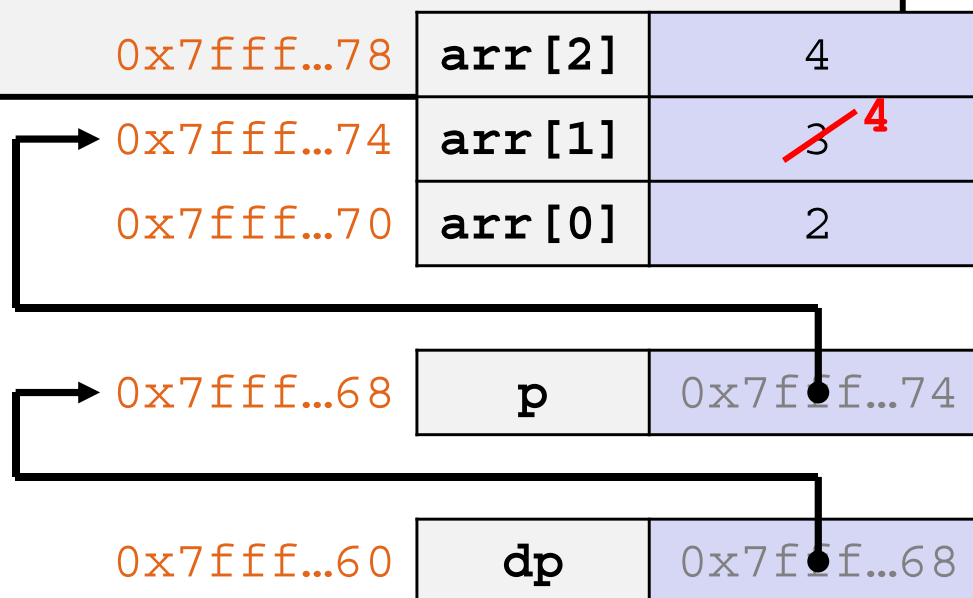 0x7fff…78 arr[2] 4
0x7fff…74 arr[1] 3 4
0x7fff…70 arr[0] 2
0x7fff…68 p 0x7fff…74
0x7fff…60 dp 0x7fff…68